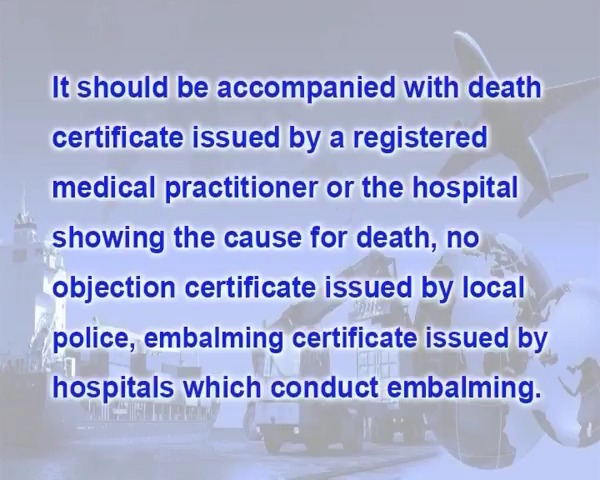 It should be accompanied with death
certificate issued by a registered
medical practitioner or the hospital
showing the cause for death, no
objection certificate issued by local
police, embalming certificate issued by
hospitals which conduct embalming.